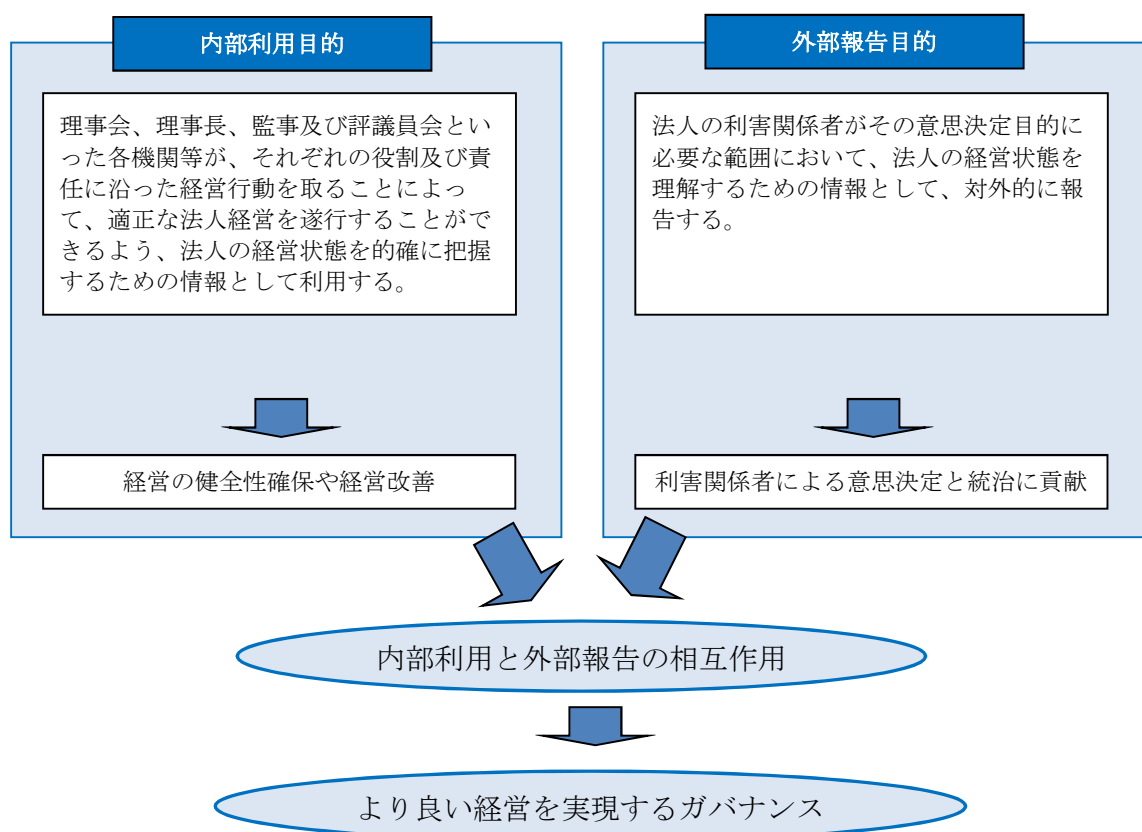 内部利用目的
理事会、理事長、監事及び評議員会とい
った各機関等が、それぞれの役割及び責
任に沿った経営行動を取ることによっ
て、適正な法人経営を遂行することがで
きるよう、法人の経営状態を的確に把握
するための情報として利用する。
経営の健全性確保や経営改善
外部報告目的
法人の利害関係者がその意思決定目的に
必要な範囲において、法人の経営状態を
理解するための情報として、対外的に報
告する。
利害関係者による意思決定と統治に貢献
内部利用と外部報告の相互作用
より良い経営を実現するガバナンス